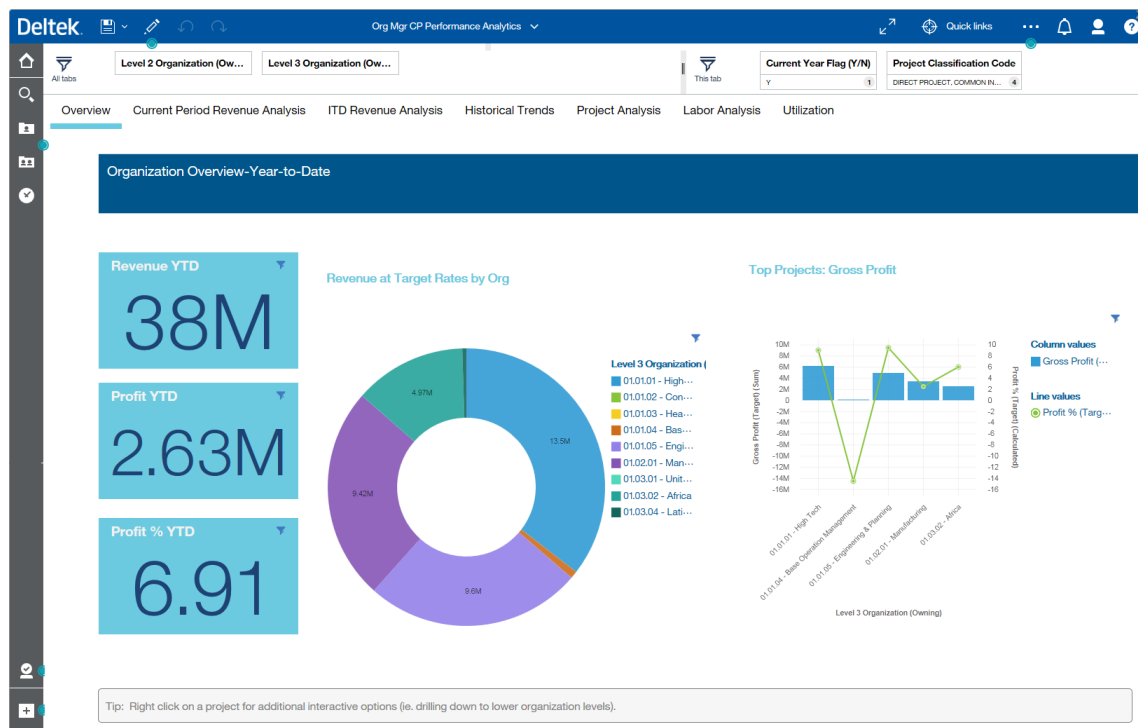 Deltek
Org Mgr CP Performance Analytics
Quick links
All tabs
Level 2 Organization (Ow...
Level 3 Organization (Ow...
This tab
Current Year Flag (Y/N)
Y
1
Project Classification Code
DIRECT PROJECT, COMMON IN...
4
Overview
Current Period Revenue Analysis
ITD Revenue Analysis
Historical Trends
Project Analysis
Labor Analysis
Utilization
Organization Overview-Year-to-Date
Revenue YTD
38M
Profit YTD
2.63M
Profit % YTD
6.91
Revenue at Target Rates by Org
4.97M
13.5M
9.42M
9.6M
Level 3 Organization (
01.01.01 - High...
01.01.02 - Con...
01.01.03 - Hea...
01.01.04 - Bas...
01.01.05 - Engi...
01.02.01 - Man...
01.03.01 - Unit...
01.03.02 - Africa
01.03.04 - Lati...
Top Projects: Gross Profit
Gross Profit (Target) (Sum)
10M
8M
6M
4M
2M
0
-2M
-4M
-6M
-8M
-10M
-12M
-14M
-16M
10
8
6
4
2
0
-2
-4
-6
-8
-10
-12
-14
-16
Profit % (Target) (Calculated)
01.01.01 - High Tech
01.01.04 - Base Operation Management
01.01.05 - Engineering & Planning
01.02.01 - Manufacturing
01.03.02 - Africa
Level 3 Organization (Owning)
Column values
Gross Profit (...
Line values
Profit % (Targ...
Tip: Right click on a project for additional interactive options (ie. drilling down to lower organization levels).